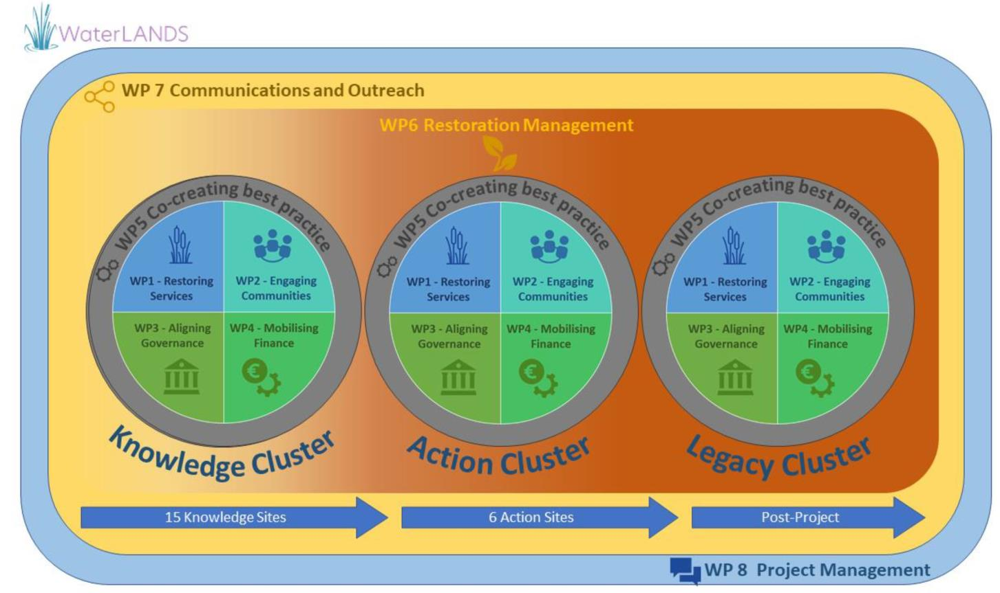 WaterLANDS
WP 7 Communications and Outreach
WP6 Restoration Management
WP5 Co-creating best practice
WP1 - Restoring
Services
WP2 - Engaging
Communities
WP3 - Aligning
Governance
WP4 - Mobilising
Finance
€
Knowledge Cluster
WP5 Co-creating best practice
WP1 - Restoring
Services
WP2 - Engaging
Communities
WP3 - Aligning
Governance
WP4 - Mobilising
Finance
€
Action Cluster
WP5 Co-creating best practice
WP1 - Restoring
Services
WP2 - Engaging
Communities
WP3 - Aligning
Governance
WP4 - Mobilising
Finance
€
Legacy Cluster
15 Knowledge Sites
6 Action Sites
Post-Project
WP 8 Project Management